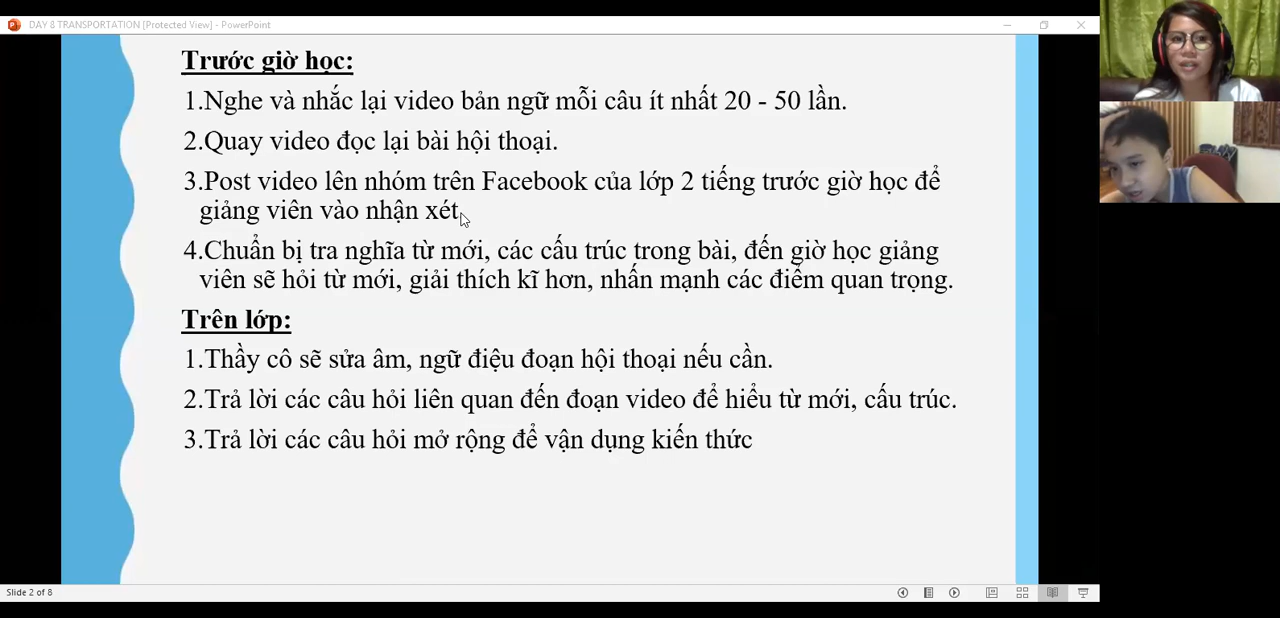 DAY 8 TRANSPORTATION [Protected View] - PowerPoint
Trước giờ học:
1.Nghe và nhắc lại video bản ngữ mỗi câu ít nhất 20 - 50 lần.
2.Quay video đọc lại bài hội thoại.
3.Post video lên nhóm trên Facebook của lớp 2 tiếng trước giờ học để
giảng viên vào nhận xét
4.Chuẩn bị tra nghĩa từ mới, các cấu trúc trong bài, đến giờ học giảng
viên sẽ hỏi từ mới, giải thích kĩ hơn, nhấn mạnh các điểm quan trọng.
Trên lớp:
1.Thầy cô sẽ sửa âm, ngữ điệu đoạn hội thoại nếu cần.
2.Trả lời các câu hỏi liên quan đến đoạn video để hiểu từ mới, cấu trúc.
3.Trả lời các câu hỏi mở rộng để vận dụng kiến thức
Slide 2 of 8